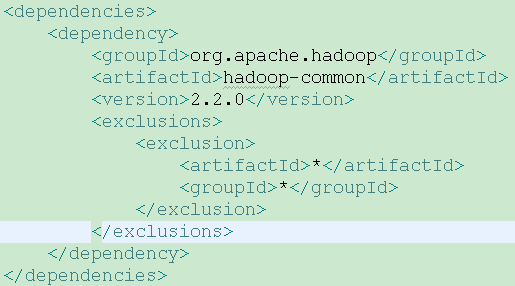 <dependencies>
<dependency>
<groupId>org.apache.hadoop</groupId>
<artifactId>hadoop-common</artifactId>
<version>2.2.0</version>
<exclusions>
<exclusion>
<artifactId>*</artifactId>
<groupId>*</groupId>
</exclusion>
</exclusions>
</dependency>
</dependencies>